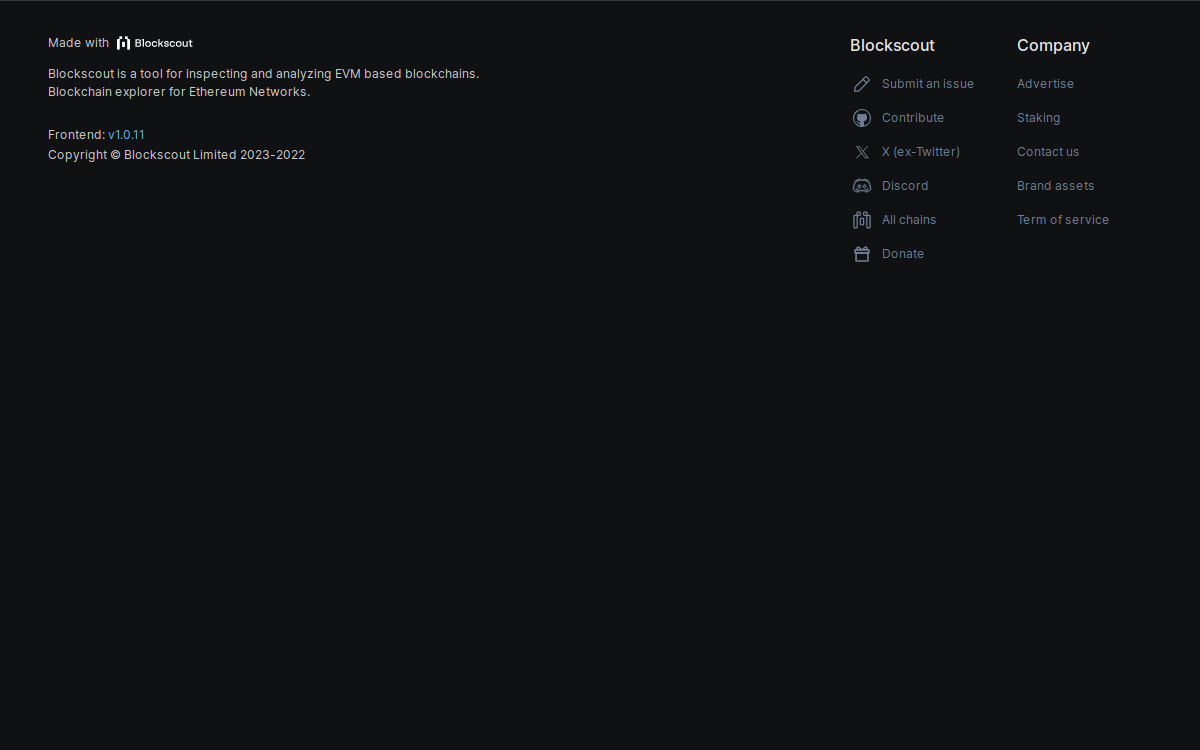 Made with Blockscout
Blockscout is a tool for inspecting and analyzing EVM based blockchains.
Blockchain explorer for Ethereum Networks.
Frontend: v1.0.11
Copyright © Blockscout Limited 2023-2022
Blockscout
Submit an issue
Contribute
X (ex-Twitter)
Discord
All chains
Donate
Company
Advertise
Staking
Contact us
Brand assets
Term of service